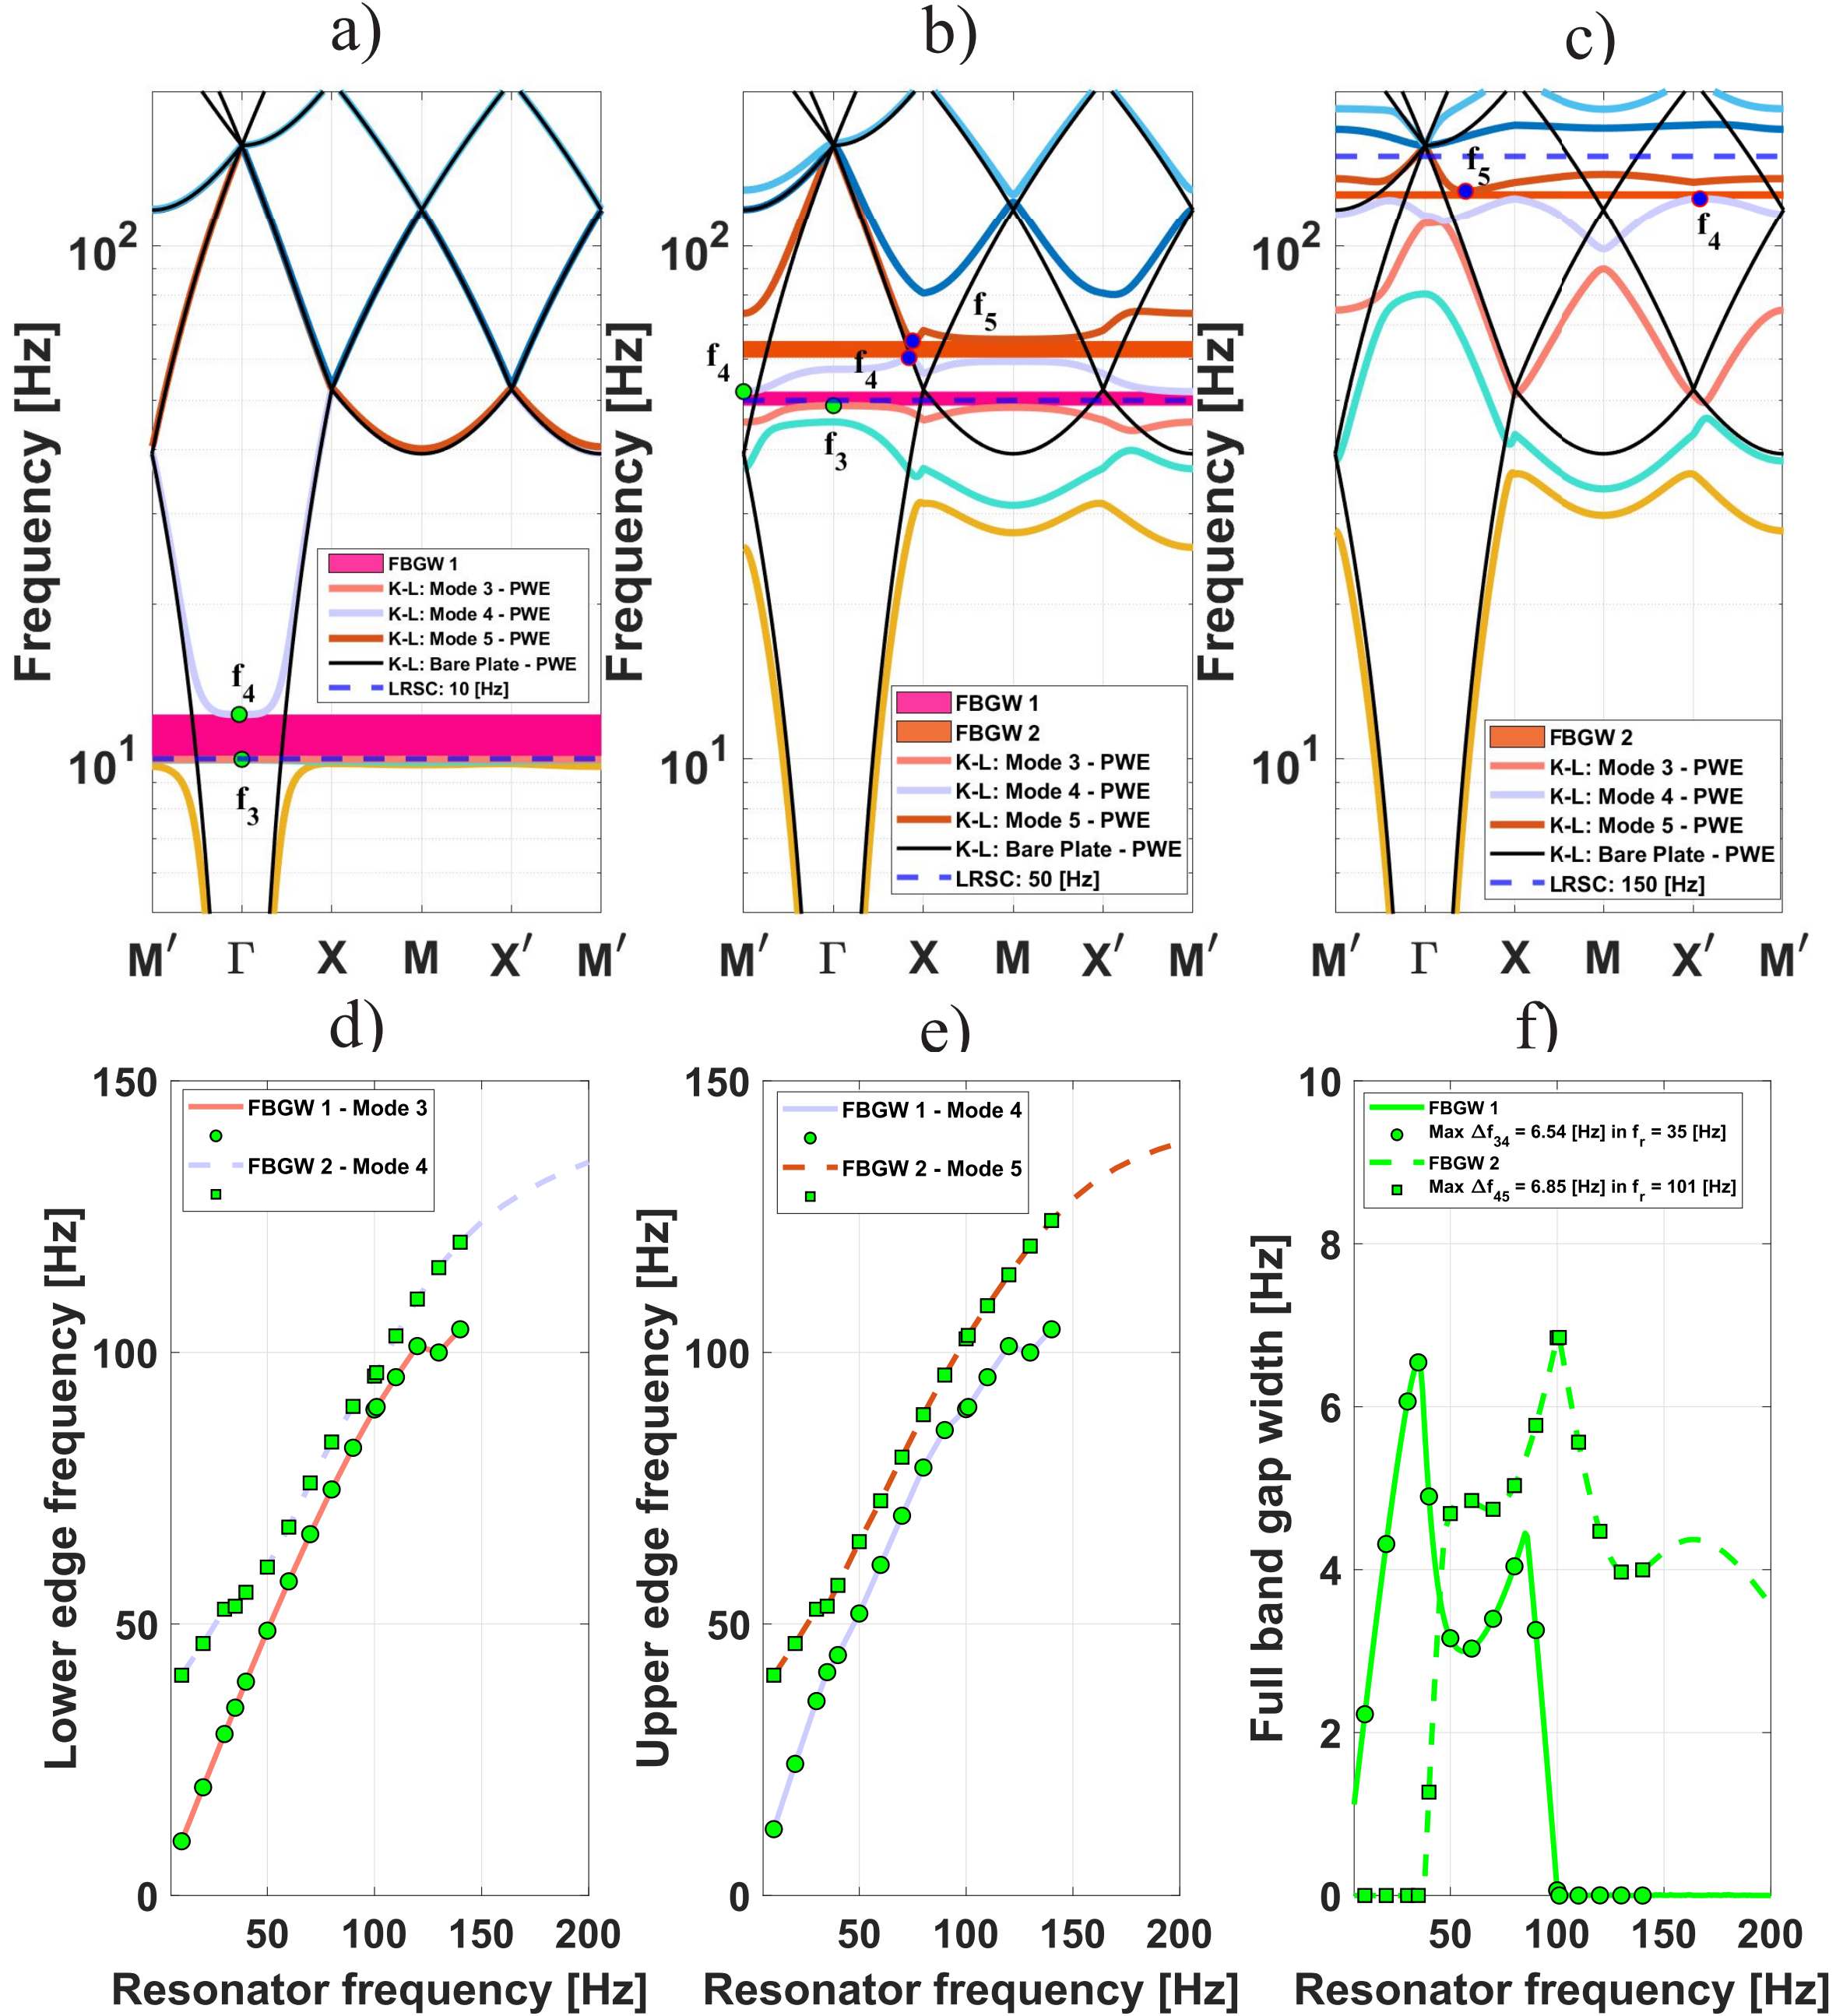 a)
Frequency [Hz]
10²
10¹
f₄
f₃
FBGW 1
K-L: Mode 3 - PWE
K-L: Mode 4 - PWE
K-L: Mode 5 - PWE
K-L: Bare Plate - PWE
LRSC: 10 [Hz]
M′ Γ X M X′ M′
b)
Frequency [Hz]
10²
10¹
f₄
f₅
f₄
f₃
FBGW 1
FBGW 2
K-L: Mode 3 - PWE
K-L: Mode 4 - PWE
K-L: Mode 5 - PWE
K-L: Bare Plate - PWE
LRSC: 50 [Hz]
M′ Γ X M X′ M′
c)
Frequency [Hz]
10²
10¹
f₅
f₄
FBGW 2
K-L: Mode 3 - PWE
K-L: Mode 4 - PWE
K-L: Mode 5 - PWE
K-L: Bare Plate - PWE
LRSC: 150 [Hz]
M′ Γ X M X′ M′
d)
Lower edge frequency [Hz]
150
100
50
0
FBGW 1 - Mode 3
FBGW 2 - Mode 4
50 100 150 200
Resonator frequency [Hz]
e)
Upper edge frequency [Hz]
150
100
50
0
FBGW 1 - Mode 4
FBGW 2 - Mode 5
50 100 150 200
Resonator frequency [Hz]
f)
Full band gap width [Hz]
10
8
6
4
2
0
FBGW 1
Max Δf₃₄ = 6.54 [Hz] in fᵣ = 35 [Hz]
FBGW 2
Max Δf₄₅ = 6.85 [Hz] in fᵣ = 101 [Hz]
50 100 150 200
Resonator frequency [Hz]